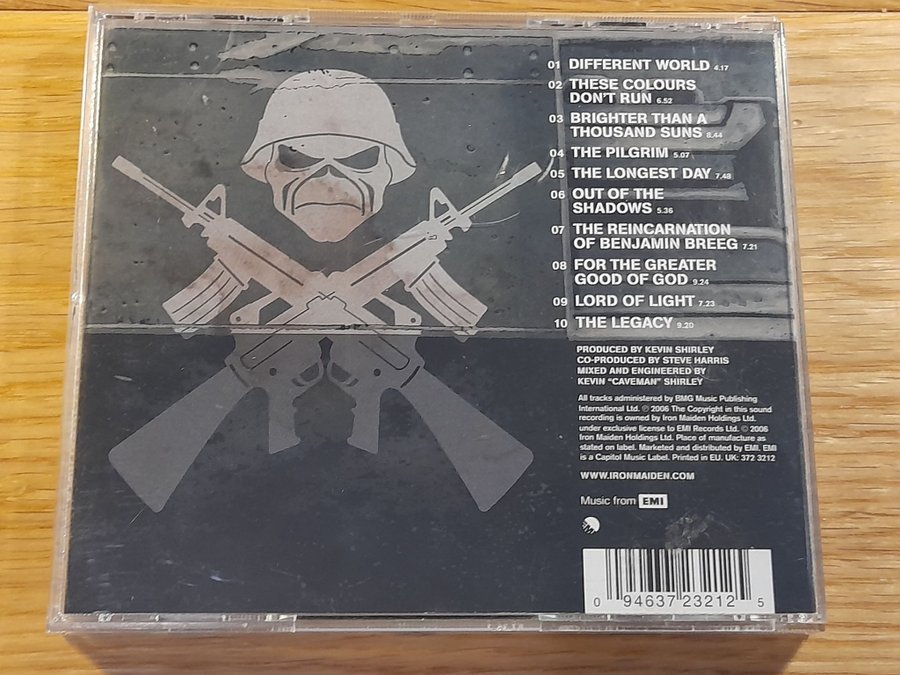 01 DIFFERENT WORLD 4.17
02 THESE COLOURS
DON'T RUN 6.52
03 BRIGHTER THAN A
THOUSAND SUNS 8.44
04 THE PILGRIM 5.07
05 THE LONGEST DAY 7.48
06 OUT OF THE
SHADOWS 5.36
07 THE REINCARNATION
OF BENJAMIN BREEG 7.21
08 FOR THE GREATER
GOOD OF GOD 9.24
09 LORD OF LIGHT 7.23
10 THE LEGACY 9.20
PRODUCED BY KEVIN SHIRLEY
CO-PRODUCED BY STEVE HARRIS
MIXED AND ENGINEERED BY
KEVIN "CAVEMAN" SHIRLEY
All tracks administered by BMG Music Publishing
International Ltd. ℗ 2006 The Copyright in this sound
recording is owned by Iron Maiden Holdings Ltd.
under exclusive license to EMI Records Ltd. © 2006
Iron Maiden Holdings Ltd. Place of manufacture as
stated on label. Marketed and distributed by EMI. EMI
is a Capitol Music Label. Printed in EU. UK: 372 3212
WWW.IRONMAIDEN.COM
Music from EMI
0 94637 23212 5